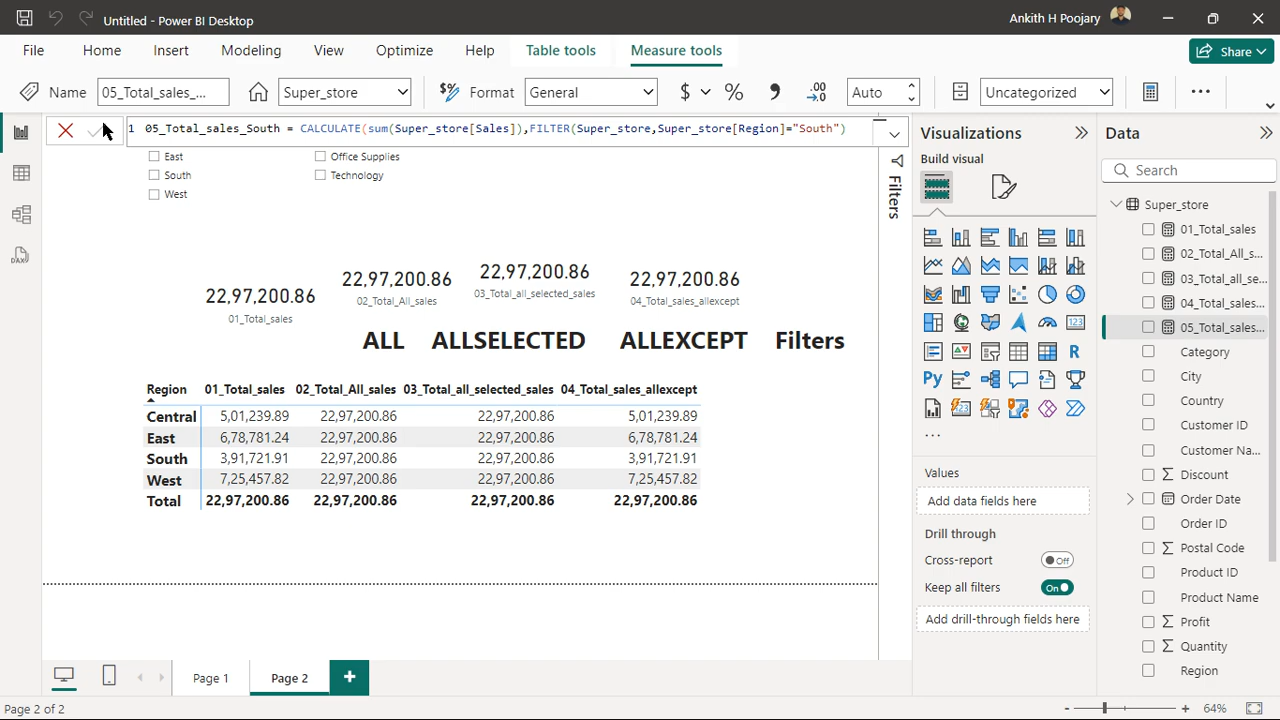 Untitled - Power BI Desktop
Ankith H Poojary
File Home Insert Modeling View Optimize Help Table tools Measure tools Share
Name 05_Total_sales_... Super_store Format General $ % 9 .00 Auto Uncategorized
1 05_Total_sales_South = CALCULATE(sum(Super_store[Sales]),FILTER(Super_store,Super_store[Region]="South")
East
South
West
Office Supplies
Technology
22,97,200.86
01_Total_sales
22,97,200.86
02_Total_All_sales
22,97,200.86
03_Total_all_selected_sales
22,97,200.86
04_Total_sales_allexcept
ALL ALLSELECTED ALLEXCEPT Filters
Region 01_Total_sales 02_Total_All_sales 03_Total_all_selected_sales 04_Total_sales_allexcept
Central 5,01,239.89 22,97,200.86 22,97,200.86 5,01,239.89
East 6,78,781.24 22,97,200.86 22,97,200.86 6,78,781.24
South 3,91,721.91 22,97,200.86 22,97,200.86 3,91,721.91
West 7,25,457.82 22,97,200.86 22,97,200.86 7,25,457.82
Total 22,97,200.86 22,97,200.86 22,97,200.86 22,97,200.86
Filters
Visualizations
Build visual
123
R
Py
...
Values
Add data fields here
Drill through
Cross-report Off
Keep all filters On
Add drill-through fields here
Data
Search
Super_store
01_Total_sales
02_Total_All_s...
03_Total_all_se...
04_Total_sales...
05_Total_sales...
Category
City
Country
Customer ID
Customer Na...
Discount
Order Date
Order ID
Postal Code
Product ID
Product Name
Profit
Quantity
Region
Page 1 Page 2
Page 2 of 2
64%